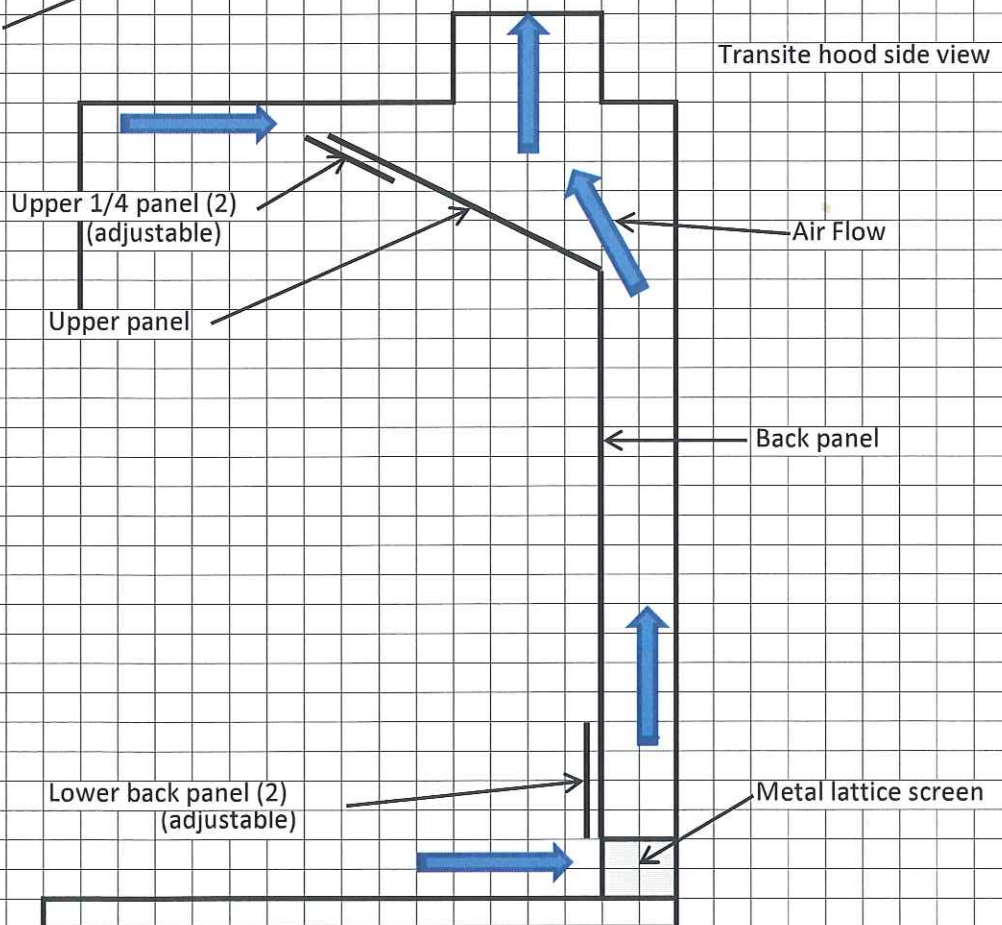 Transite hood side view
Upper 1/4 panel (2)
(adjustable)
Air Flow
Upper panel
Back panel
Lower back panel (2)
(adjustable)
Metal lattice screen